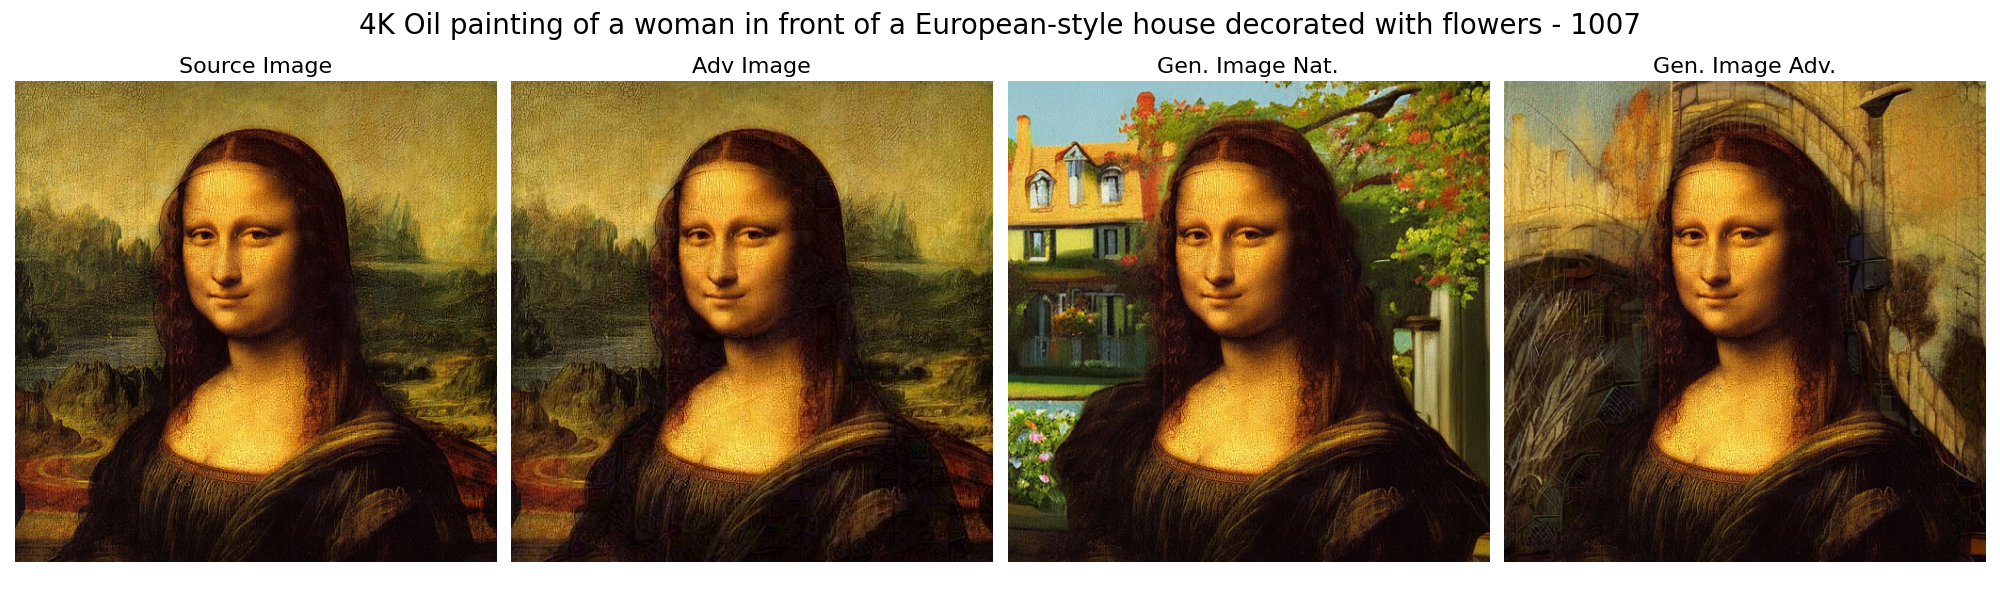 4K Oil painting of a woman in front of a European-style house decorated with flowers - 1007
Source Image
Adv Image
Gen. Image Nat.
Gen. Image Adv.